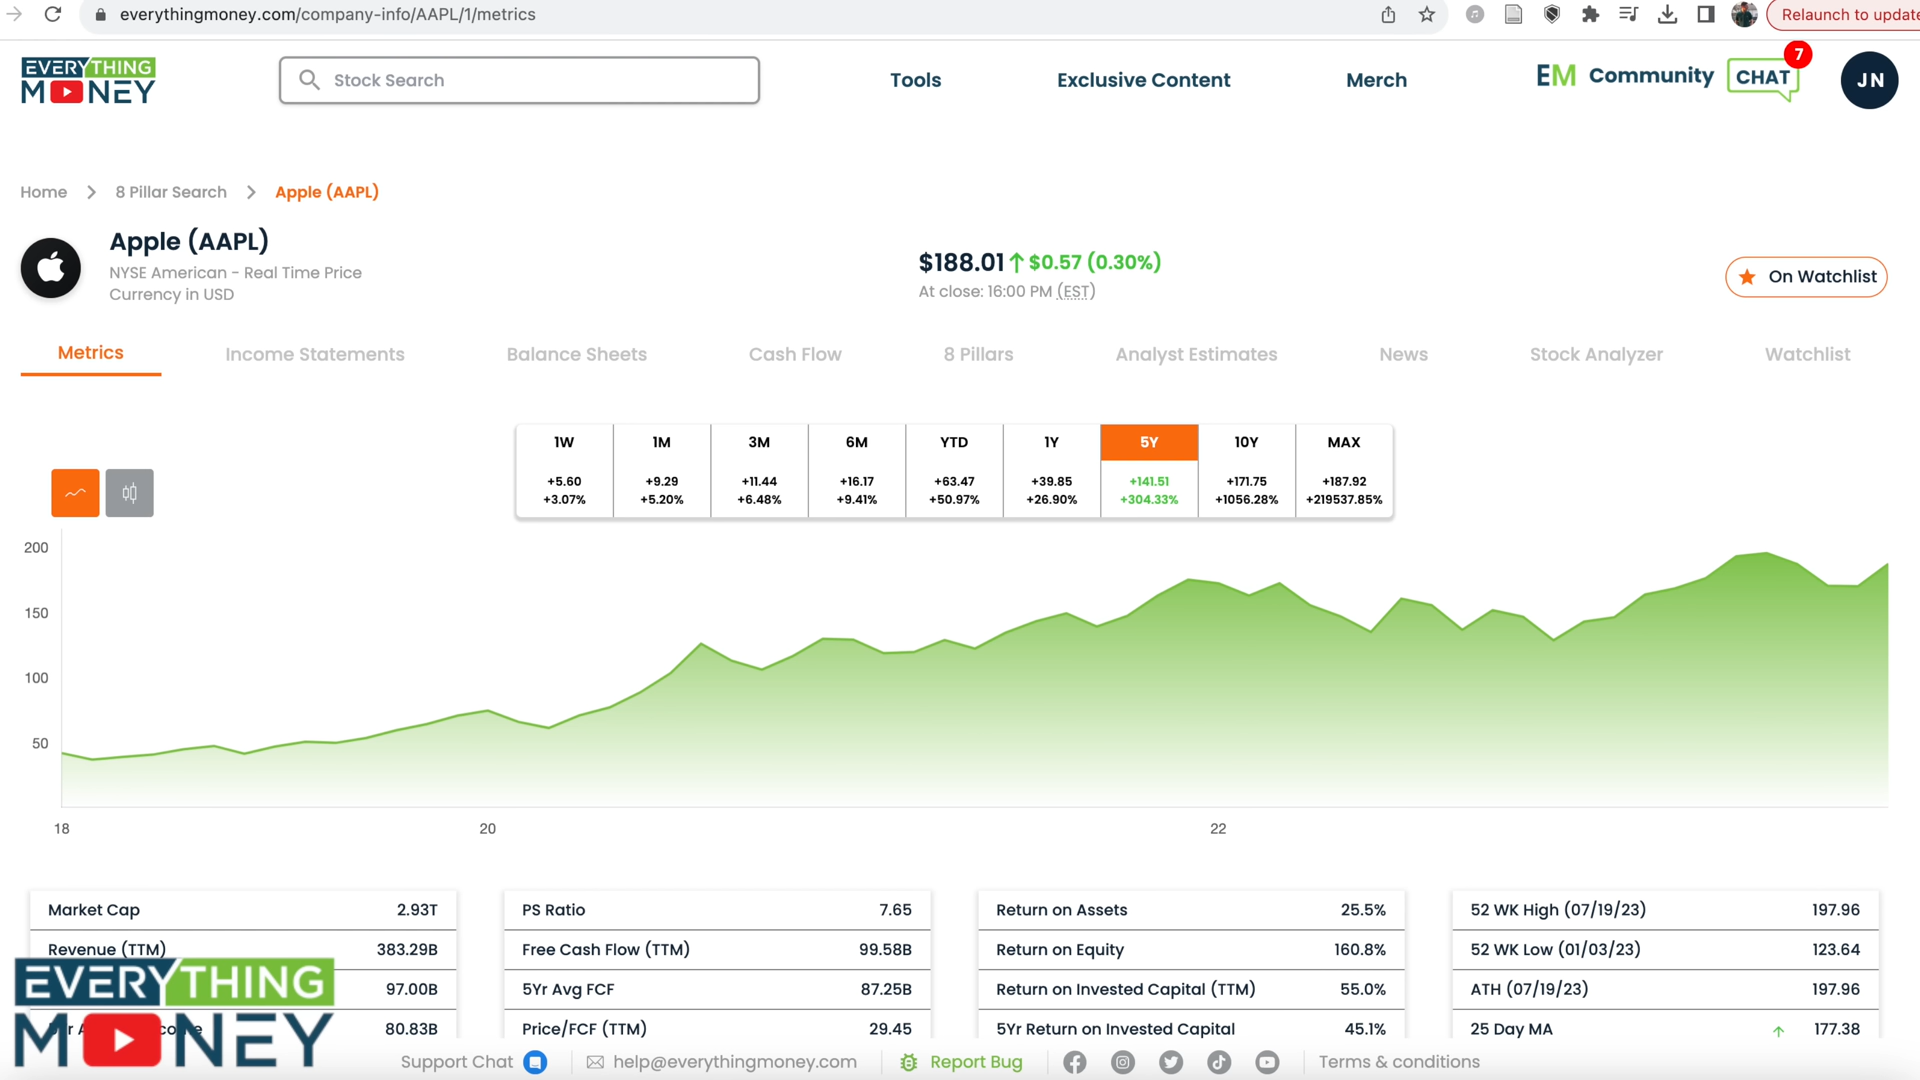 everythingmoney.com/company-info/AAPL/1/metrics
Relaunch to update
EVERYTHING
MONEY
Stock Search
Tools
Exclusive Content
Merch
EM Community
CHAT
7
JN
Home > 8 Pillar Search > Apple (AAPL)
Apple (AAPL)
NYSE American - Real Time Price
Currency in USD
$188.01 ↑ $0.57 (0.30%)
At close: 16:00 PM (EST)
On Watchlist
Metrics
Income Statements
Balance Sheets
Cash Flow
8 Pillars
Analyst Estimates
News
Stock Analyzer
Watchlist
1W 1M 3M 6M YTD 1Y 5Y 10Y MAX
+5.60 +9.29 +11.44 +16.17 +63.47 +39.85 +141.51 +171.75 +187.92
+3.07% +5.20% +6.48% +9.41% +50.97% +26.90% +304.33% +1056.28% +219537.85%
200
150
100
50
18 20 22
Market Cap 2.93T
Revenue (TTM) 383.29B
97.00B
80.83B
PS Ratio 7.65
Free Cash Flow (TTM) 99.58B
5Yr Avg FCF 87.25B
Price/FCF (TTM) 29.45
Return on Assets 25.5%
Return on Equity 160.8%
Return on Invested Capital (TTM) 55.0%
5Yr Return on Invested Capital 45.1%
52 WK High (07/19/23) 197.96
52 WK Low (01/03/23) 123.64
ATH (07/19/23) 197.96
25 Day MA ↑ 177.38
EVERYTHING
MONEY
Support Chat
help@everythingmoney.com
Report Bug
Terms & conditions